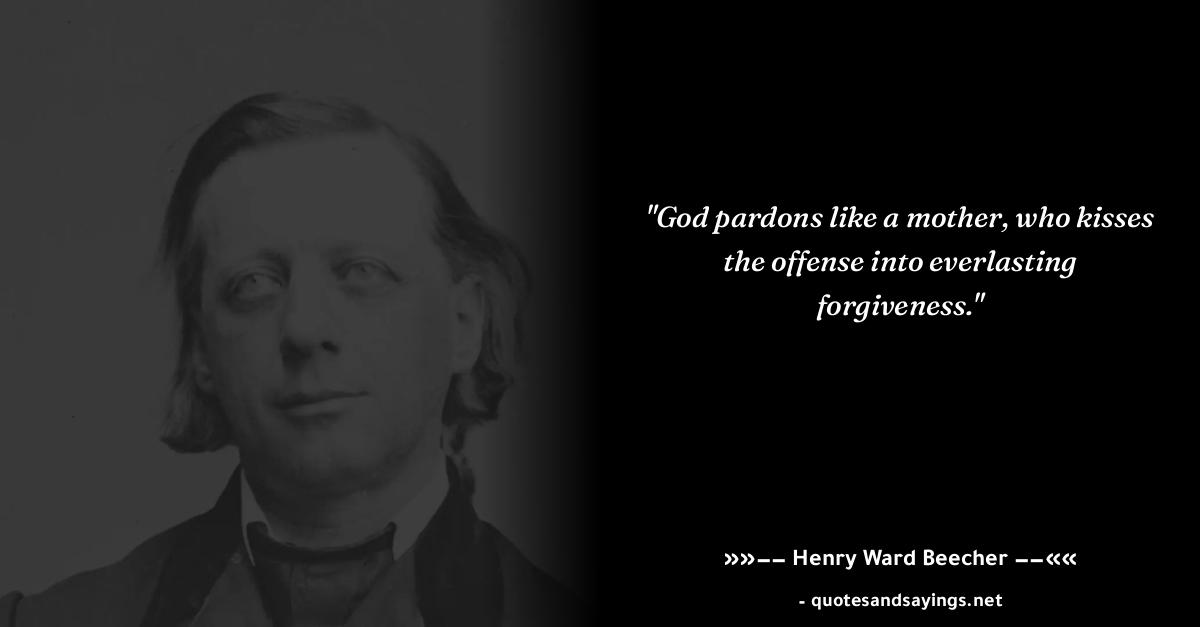 "God pardons like a mother, who kisses
the offense into everlasting
forgiveness."
»»−− Henry Ward Beecher −−««
- quotesandsayings.net